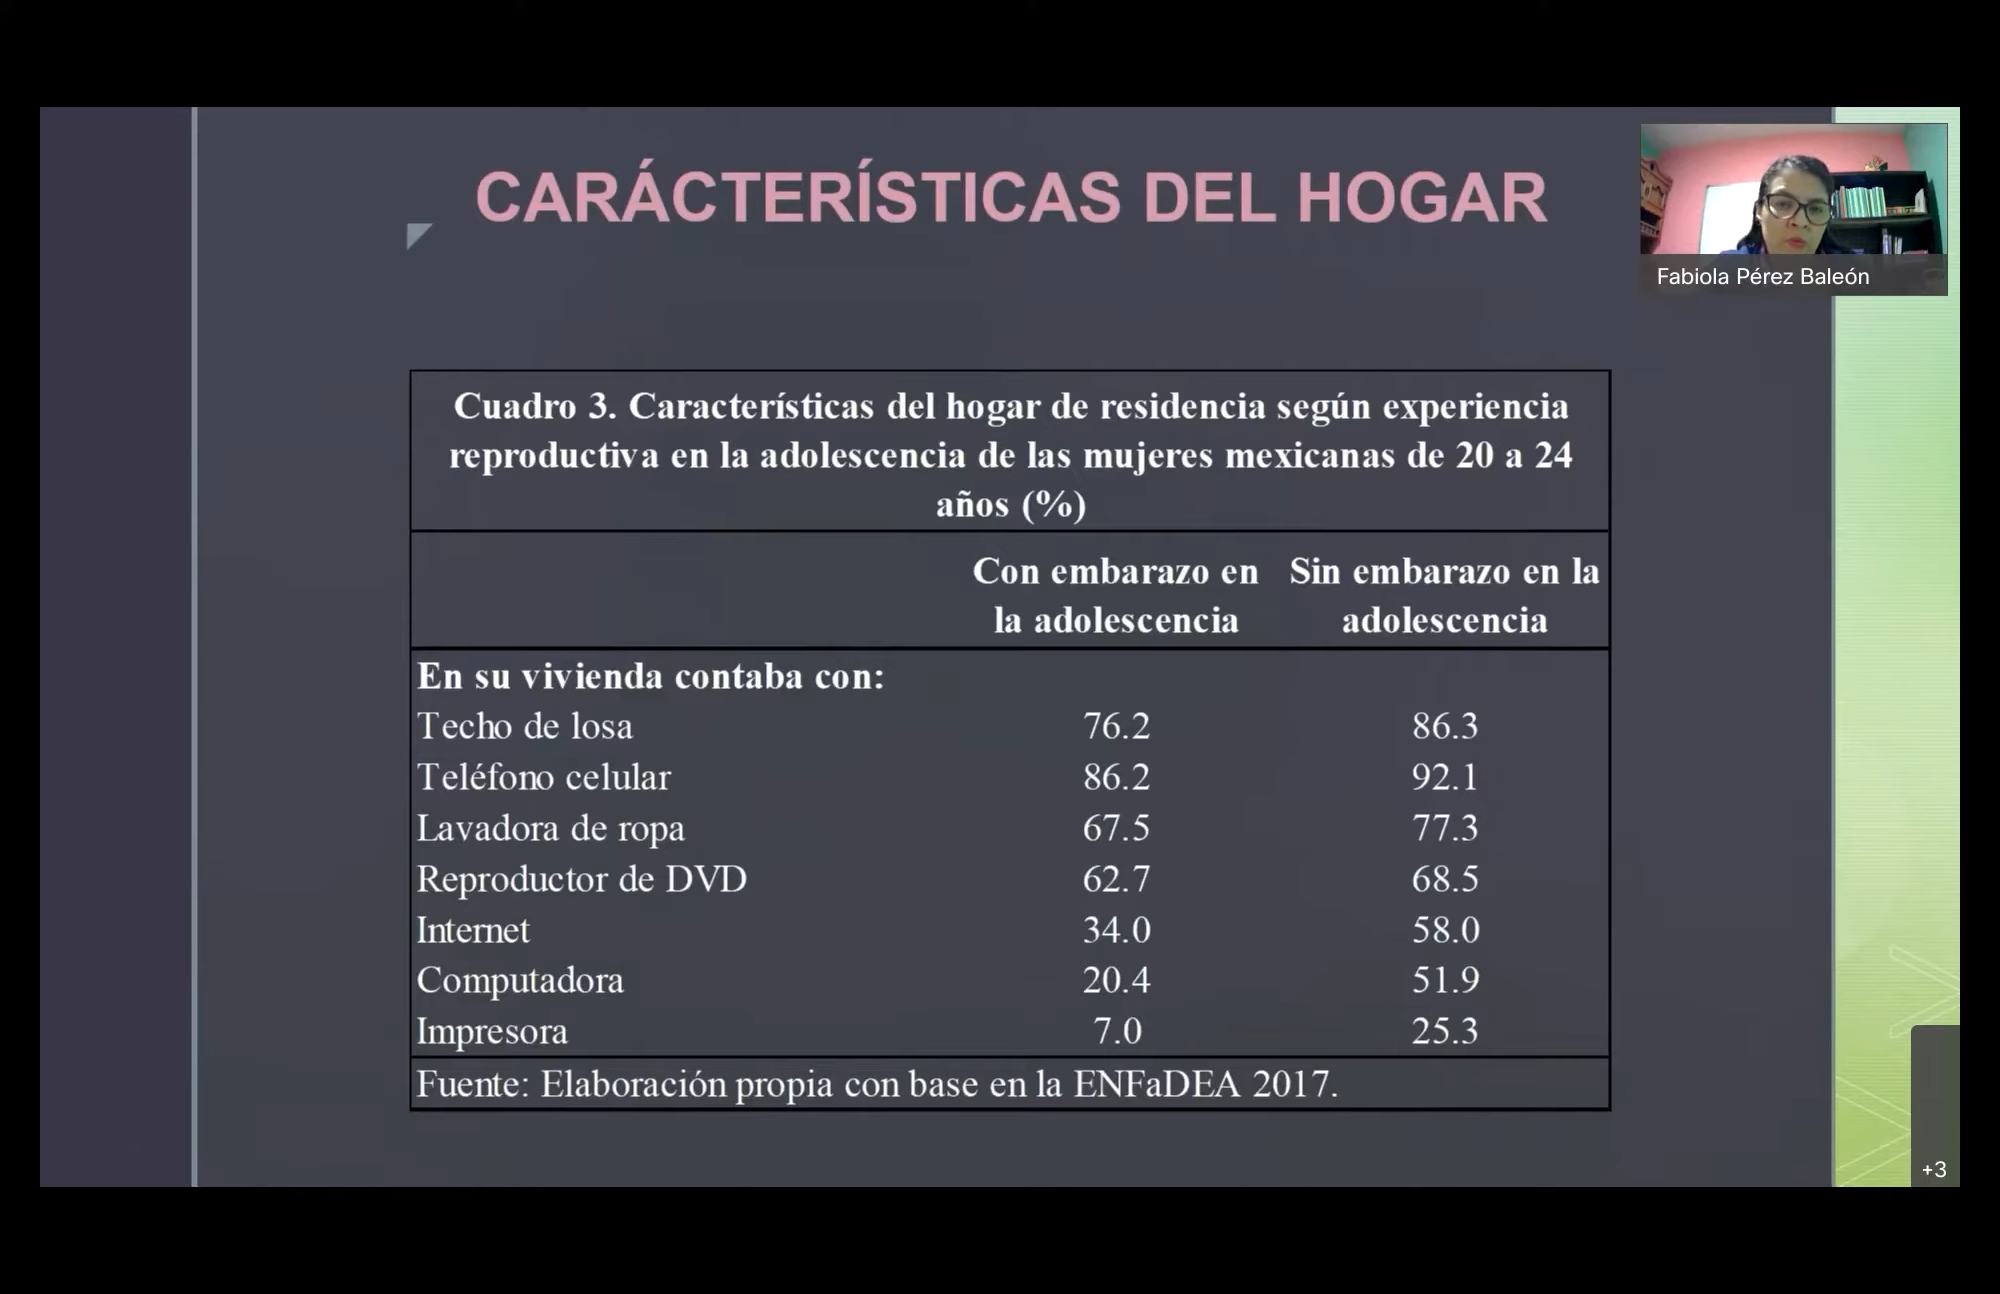 CARÁCTERÍSTICAS DEL HOGAR
Fabiola Pérez Baleón
Cuadro 3. Características del hogar de residencia según experiencia
reproductiva en la adolescencia de las mujeres mexicanas de 20 a 24
años (%)
Con embarazo en la adolescencia Sin embarazo en la adolescencia
En su vivienda contaba con:
Techo de losa 76.2 86.3
Teléfono celular 86.2 92.1
Lavadora de ropa 67.5 77.3
Reproductor de DVD 62.7 68.5
Internet 34.0 58.0
Computadora 20.4 51.9
Impresora 7.0 25.3
Fuente: Elaboración propia con base en la ENFaDEA 2017.
+3